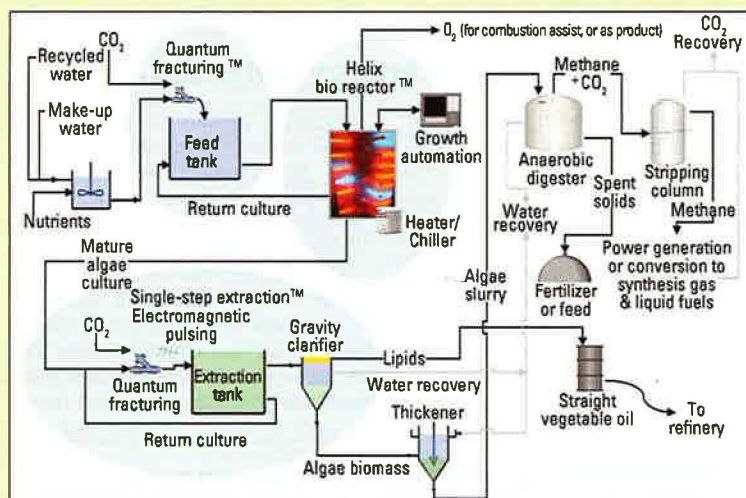 CO2
Recycled
water
Make-up
water
Nutrients
Quantum
fracturing ™
Feed
tank
Return culture
O2 (for combustion assist, or as product)
Helix
bio reactor ™
Growth
automation
Heater/
Chiller
Methane
+CO2
CO2
Recovery
Anaerobic
digester
Stripping
column
Spent
solids
Methane
Water
recovery
Fertilizer
or feed
Power generation
or conversion to
synthesis gas
& liquid fuels
Mature
algae
culture
Algae
slurry
CO2
Single-step extraction™
Electromagnetic
pulsing
Quantum
fracturing
Extraction
tank
Return culture
Gravity
clarifier
Lipids
Water recovery
Thickener
Algae biomass
Straight
vegetable oil
To
refinery